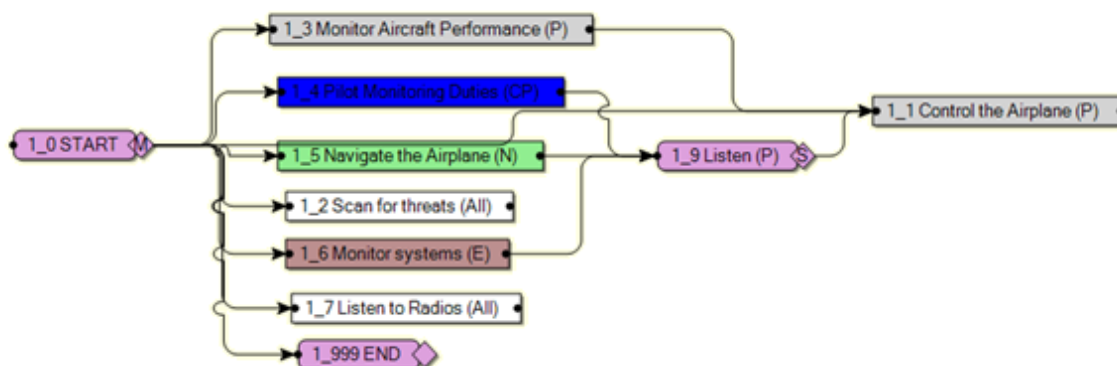 1_3 Monitor Aircraft Performance (P)
1_4 Pilot Monitoring Duties (CP)
1_1 Control the Airplane (P)
1_0 START M
1_5 Navigate the Airplane (N)
1_9 Listen (P) S
1_2 Scan for threats (All)
1_6 Monitor systems (E)
1_7 Listen to Radios (All)
1_999 END